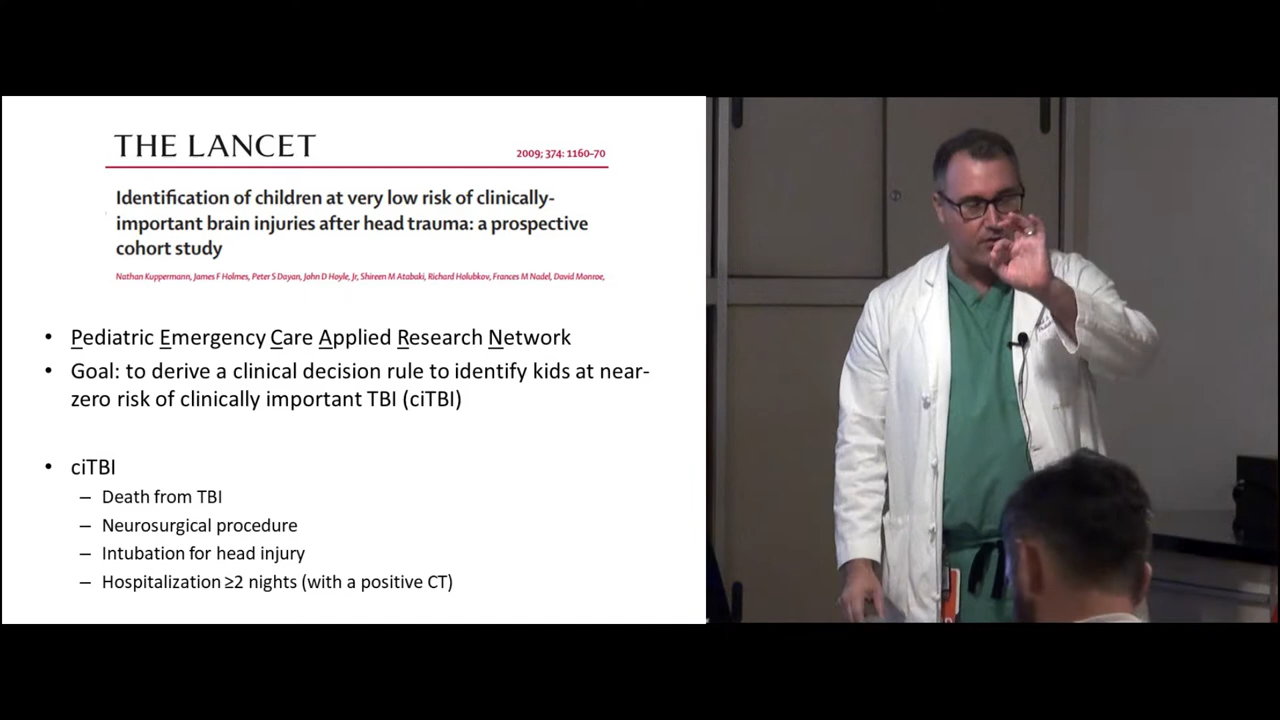 THE LANCET
2009; 374: 1160–70
Identification of children at very low risk of clinically-
important brain injuries after head trauma: a prospective
cohort study
Nathan Kuppermann, James F Holmes, Peter S Dayan, John D Hoyle, Jr, Shireen M Atabaki, Richard Holubkov, Frances M Nadel, David Monroe,
• Pediatric Emergency Care Applied Research Network
• Goal: to derive a clinical decision rule to identify kids at near-
zero risk of clinically important TBI (ciTBI)
• ciTBI
– Death from TBI
– Neurosurgical procedure
– Intubation for head injury
– Hospitalization ≥2 nights (with a positive CT)